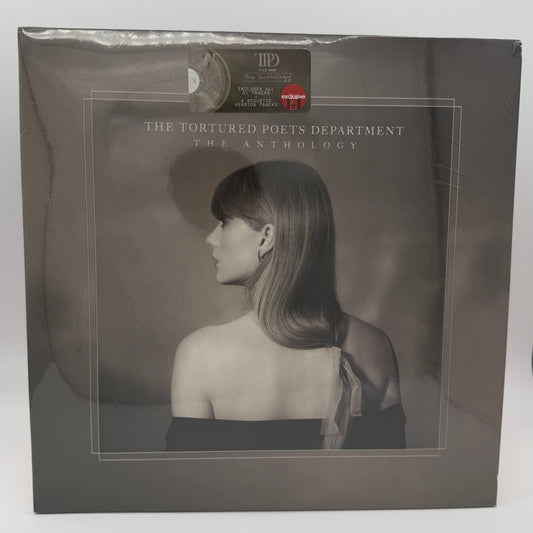 TTPD
The Anthology
INCLUDES ALL
31 TRACKS
+
4 ACOUSTIC
VERSION TRACKS
exclusive
THE TORTURED POETS DEPARTMENT
THE ANTHOLOGY